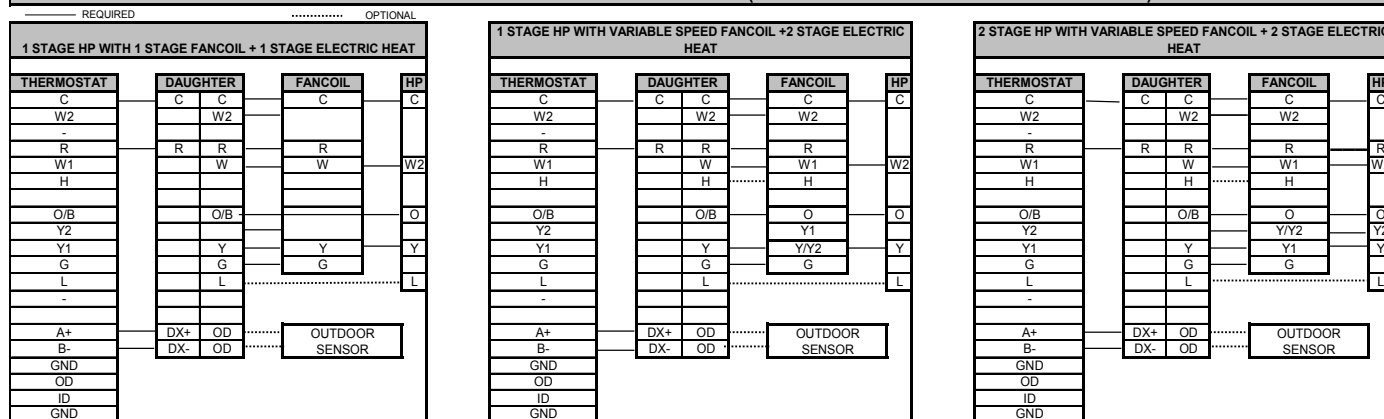 REQUIRED OPTIONAL
1 STAGE HP WITH 1 STAGE FANCOIL + 1 STAGE ELECTRIC HEAT
THERMOSTAT DAUGHTER FANCOIL HP
C C C C C
W2 W2
-
R R R R
W1 W W W2
H
O/B O/B O
Y2
Y1 Y Y Y
G G G
L L L
-
A+ DX+ OD OUTDOOR
B- DX- OD SENSOR
GND
OD
ID
GND
1 STAGE HP WITH VARIABLE SPEED FANCOIL +2 STAGE ELECTRIC
HEAT
THERMOSTAT DAUGHTER FANCOIL HP
C C C C C
W2 W2 W2
-
R R R R
W1 W W1 W2
H H H
O/B O/B O O
Y2 Y1
Y1 Y Y/Y2 Y
G G G
L L L
-
A+ DX+ OD OUTDOOR
B- DX- OD SENSOR
GND
OD
ID
GND
2 STAGE HP WITH VARIABLE SPEED FANCOIL + 2 STAGE ELECTRIC
HEAT
THERMOSTAT DAUGHTER FANCOIL HP
C C C C C
W2 W2 W2
-
R R R R
W1 W W1
H H H
O/B O/B O O
Y2 Y/Y2 Y2
Y1 Y Y1 Y
G G G
L L L
-
A+ DX+ OD OUTDOOR
B- DX- OD SENSOR
GND
OD
ID
GND